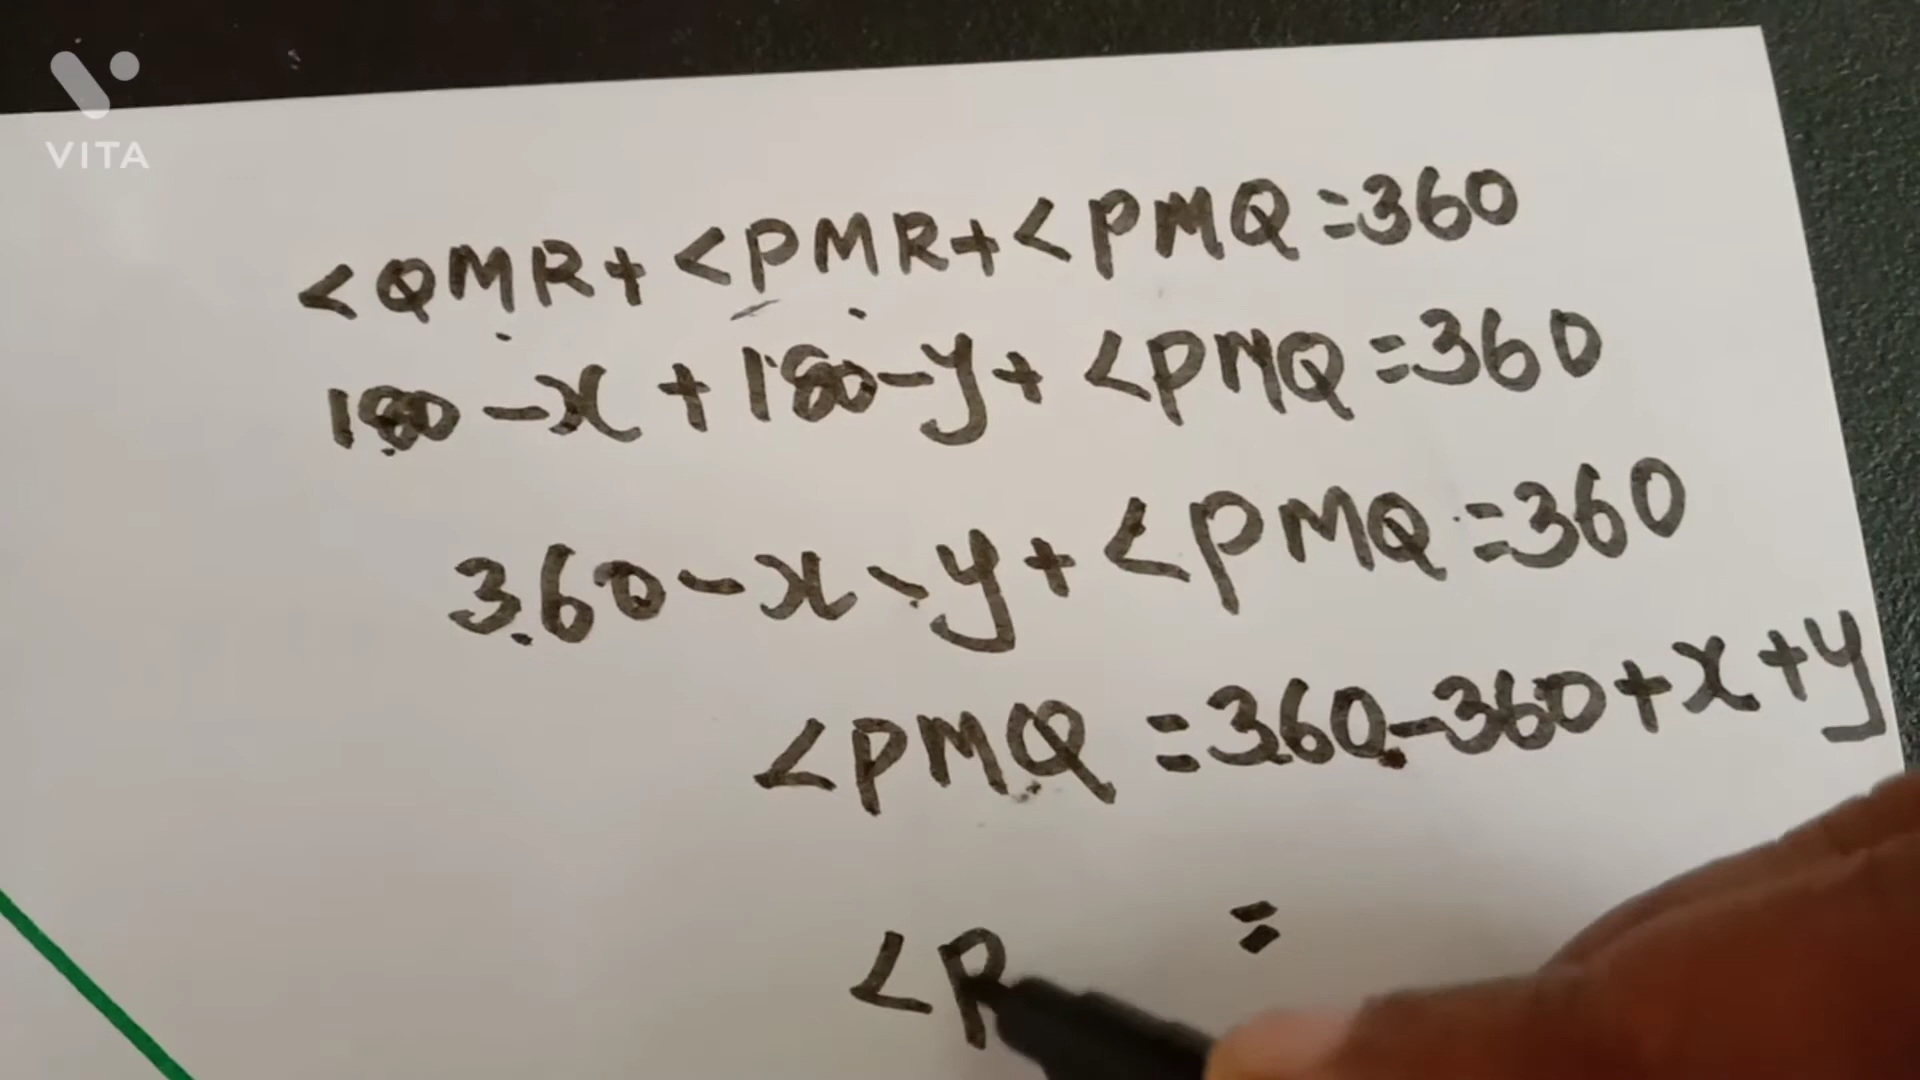 VITA
<QMR+<PMR+<PMQ=360
180-x+180-y+<PMQ=360
360-x-y+<PMQ=360
<PMQ=360-360+x+y
<P =